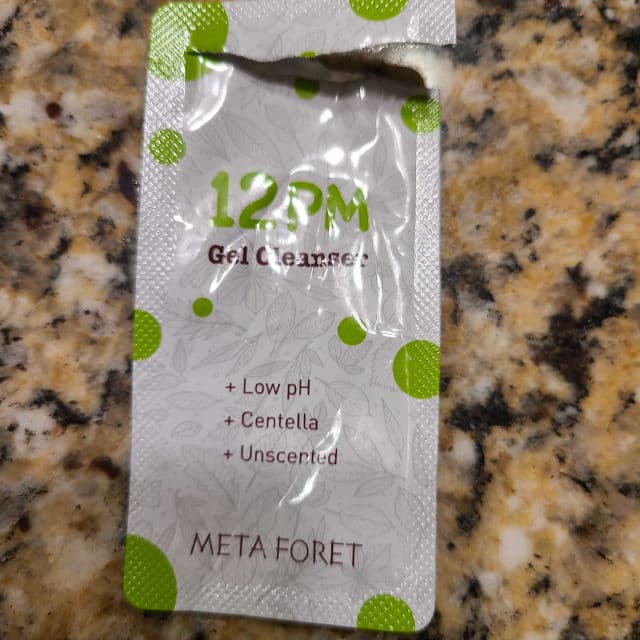 12PM
Gel Cleanser
+ Low pH
+ Centella
+ Unscented
META FORET